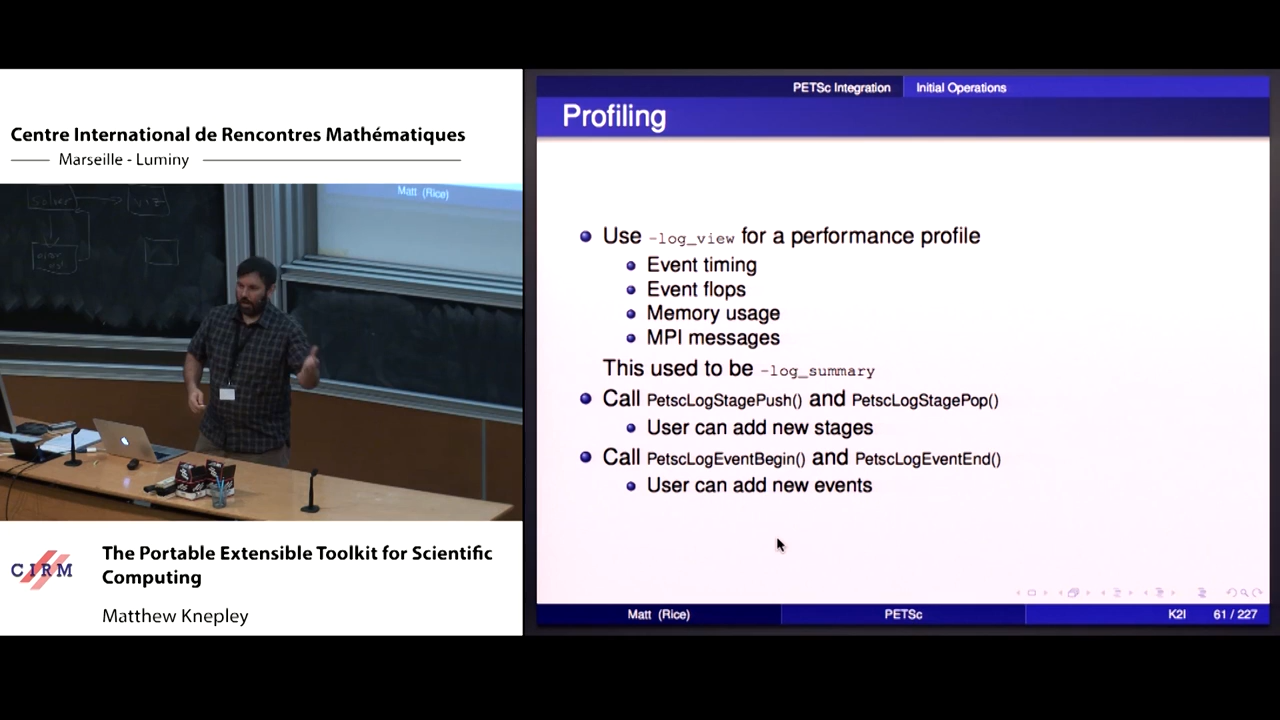 Centre International de Rencontres Mathématiques
Marseille - Luminy
Matt (Rice)
solver
CIRM
The Portable Extensible Toolkit for Scientific
Computing
Matthew Knepley
PETSc Integration
Initial Operations
Profiling
Use -log_view for a performance profile
Event timing
Event flops
Memory usage
MPI messages
This used to be -log_summary
Call PetscLogStagePush() and PetscLogStagePop()
User can add new stages
Call PetscLogEventBegin() and PetscLogEventEnd()
User can add new events
Matt (Rice)
PETSc
K2I
61 / 227